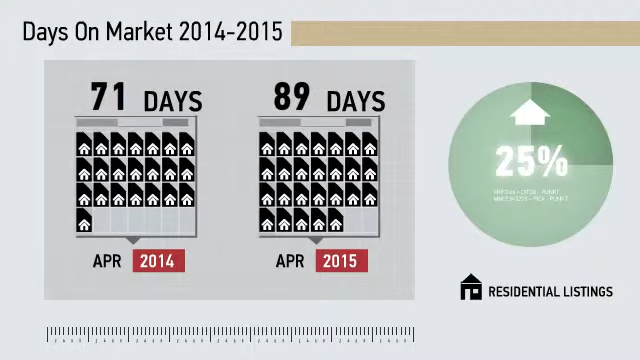 Days On Market 2014-2015
71 DAYS
89 DAYS
25%
APR 2014
APR 2015
RESIDENTIAL LISTINGS